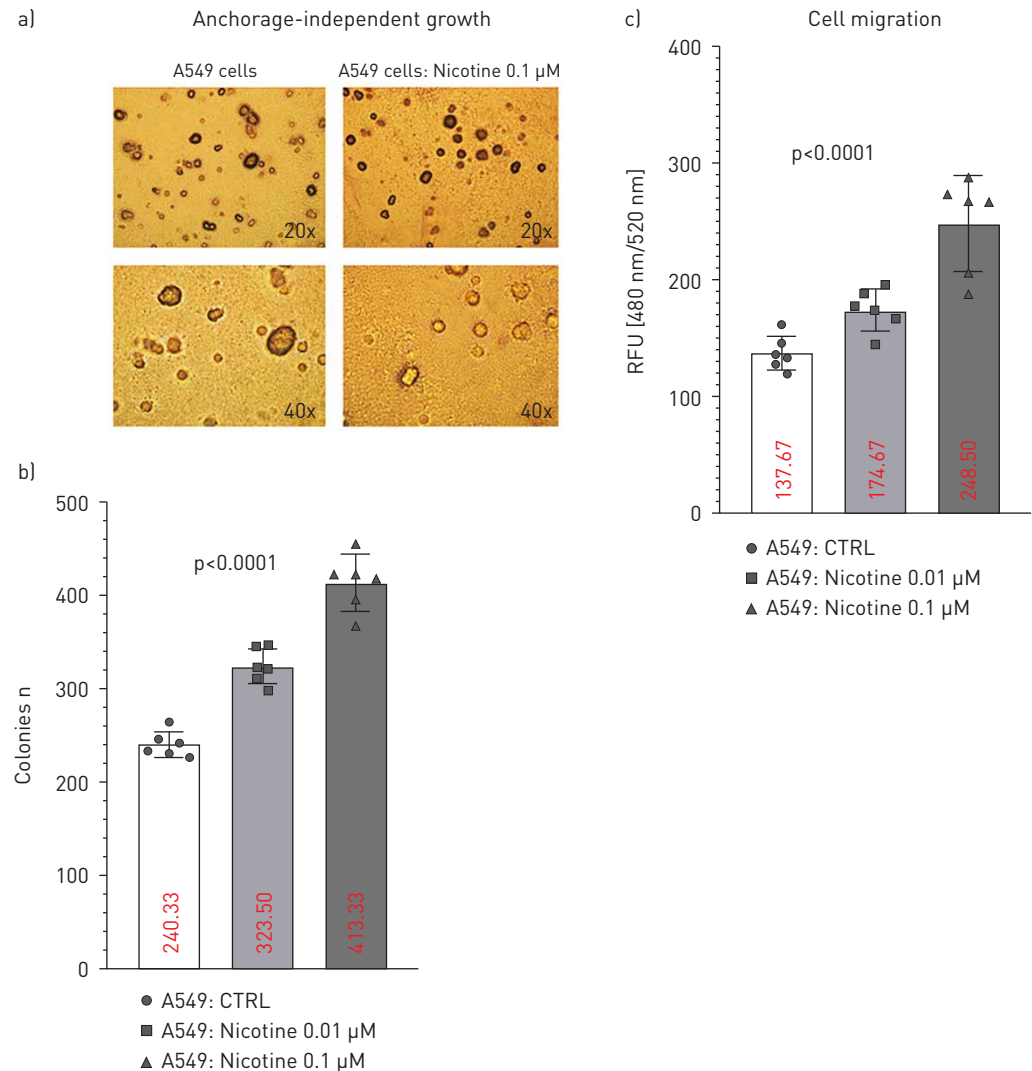 a)
Anchorage-independent growth
A549 cells
A549 cells: Nicotine 0.1 µM
20x
20x
40x
40x
b)
500
400
300
200
100
0
Colonies n
p<0.0001
240.33
323.50
413.33
A549: CTRL
A549: Nicotine 0.01 µM
A549: Nicotine 0.1 µM
c)
Cell migration
400
300
200
100
0
RFU [480 nm/520 nm]
p<0.0001
137.67
174.67
248.50
A549: CTRL
A549: Nicotine 0.01 µM
A549: Nicotine 0.1 µM